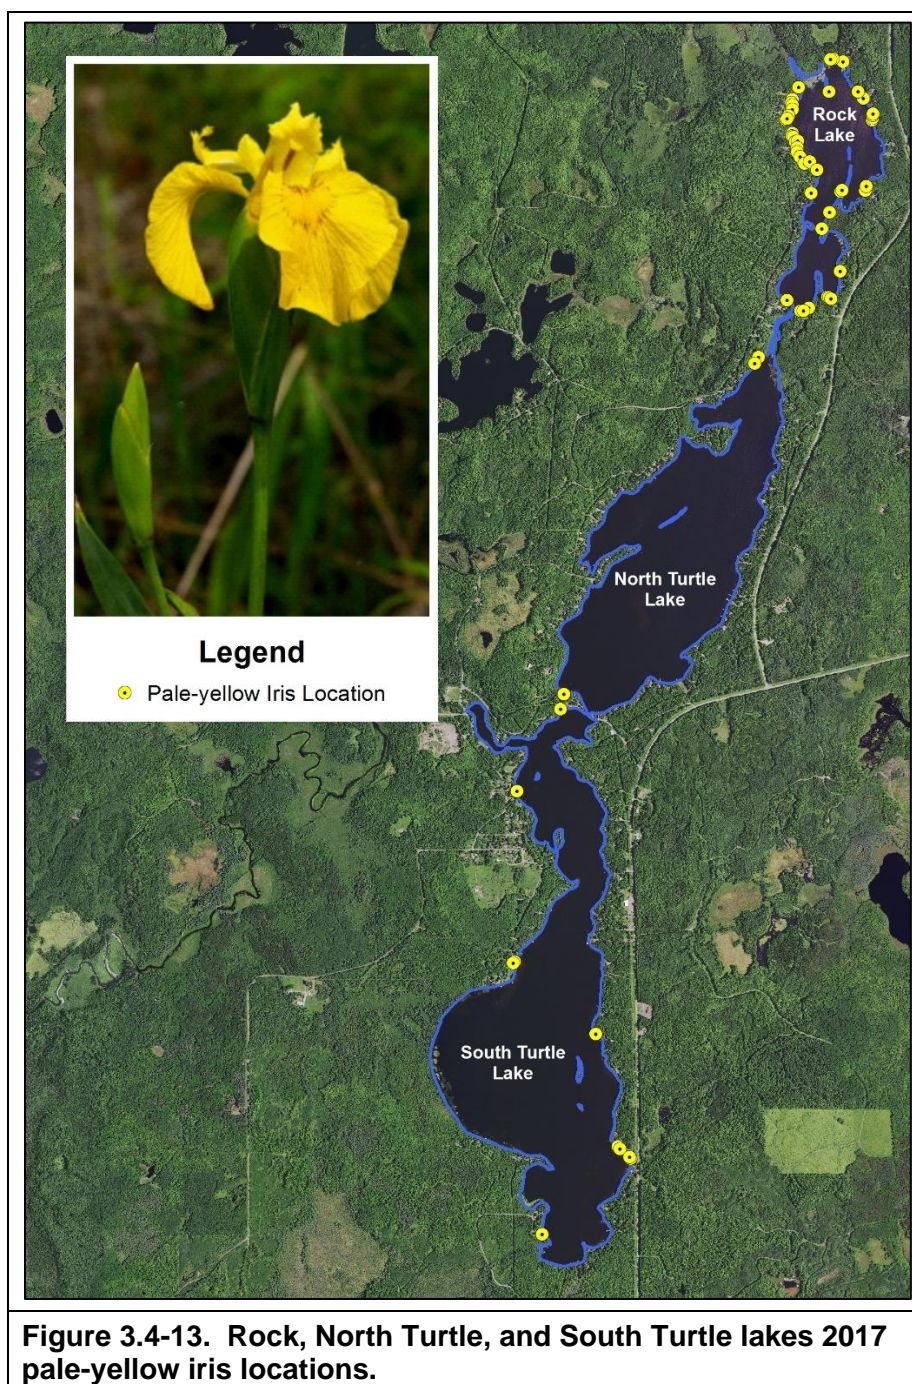 Rock
Lake
North Turtle
Lake
Legend
Pale-yellow Iris Location
South Turtle
Lake
Figure 3.4-13.  Rock, North Turtle, and South Turtle lakes 2017
pale-yellow iris locations.